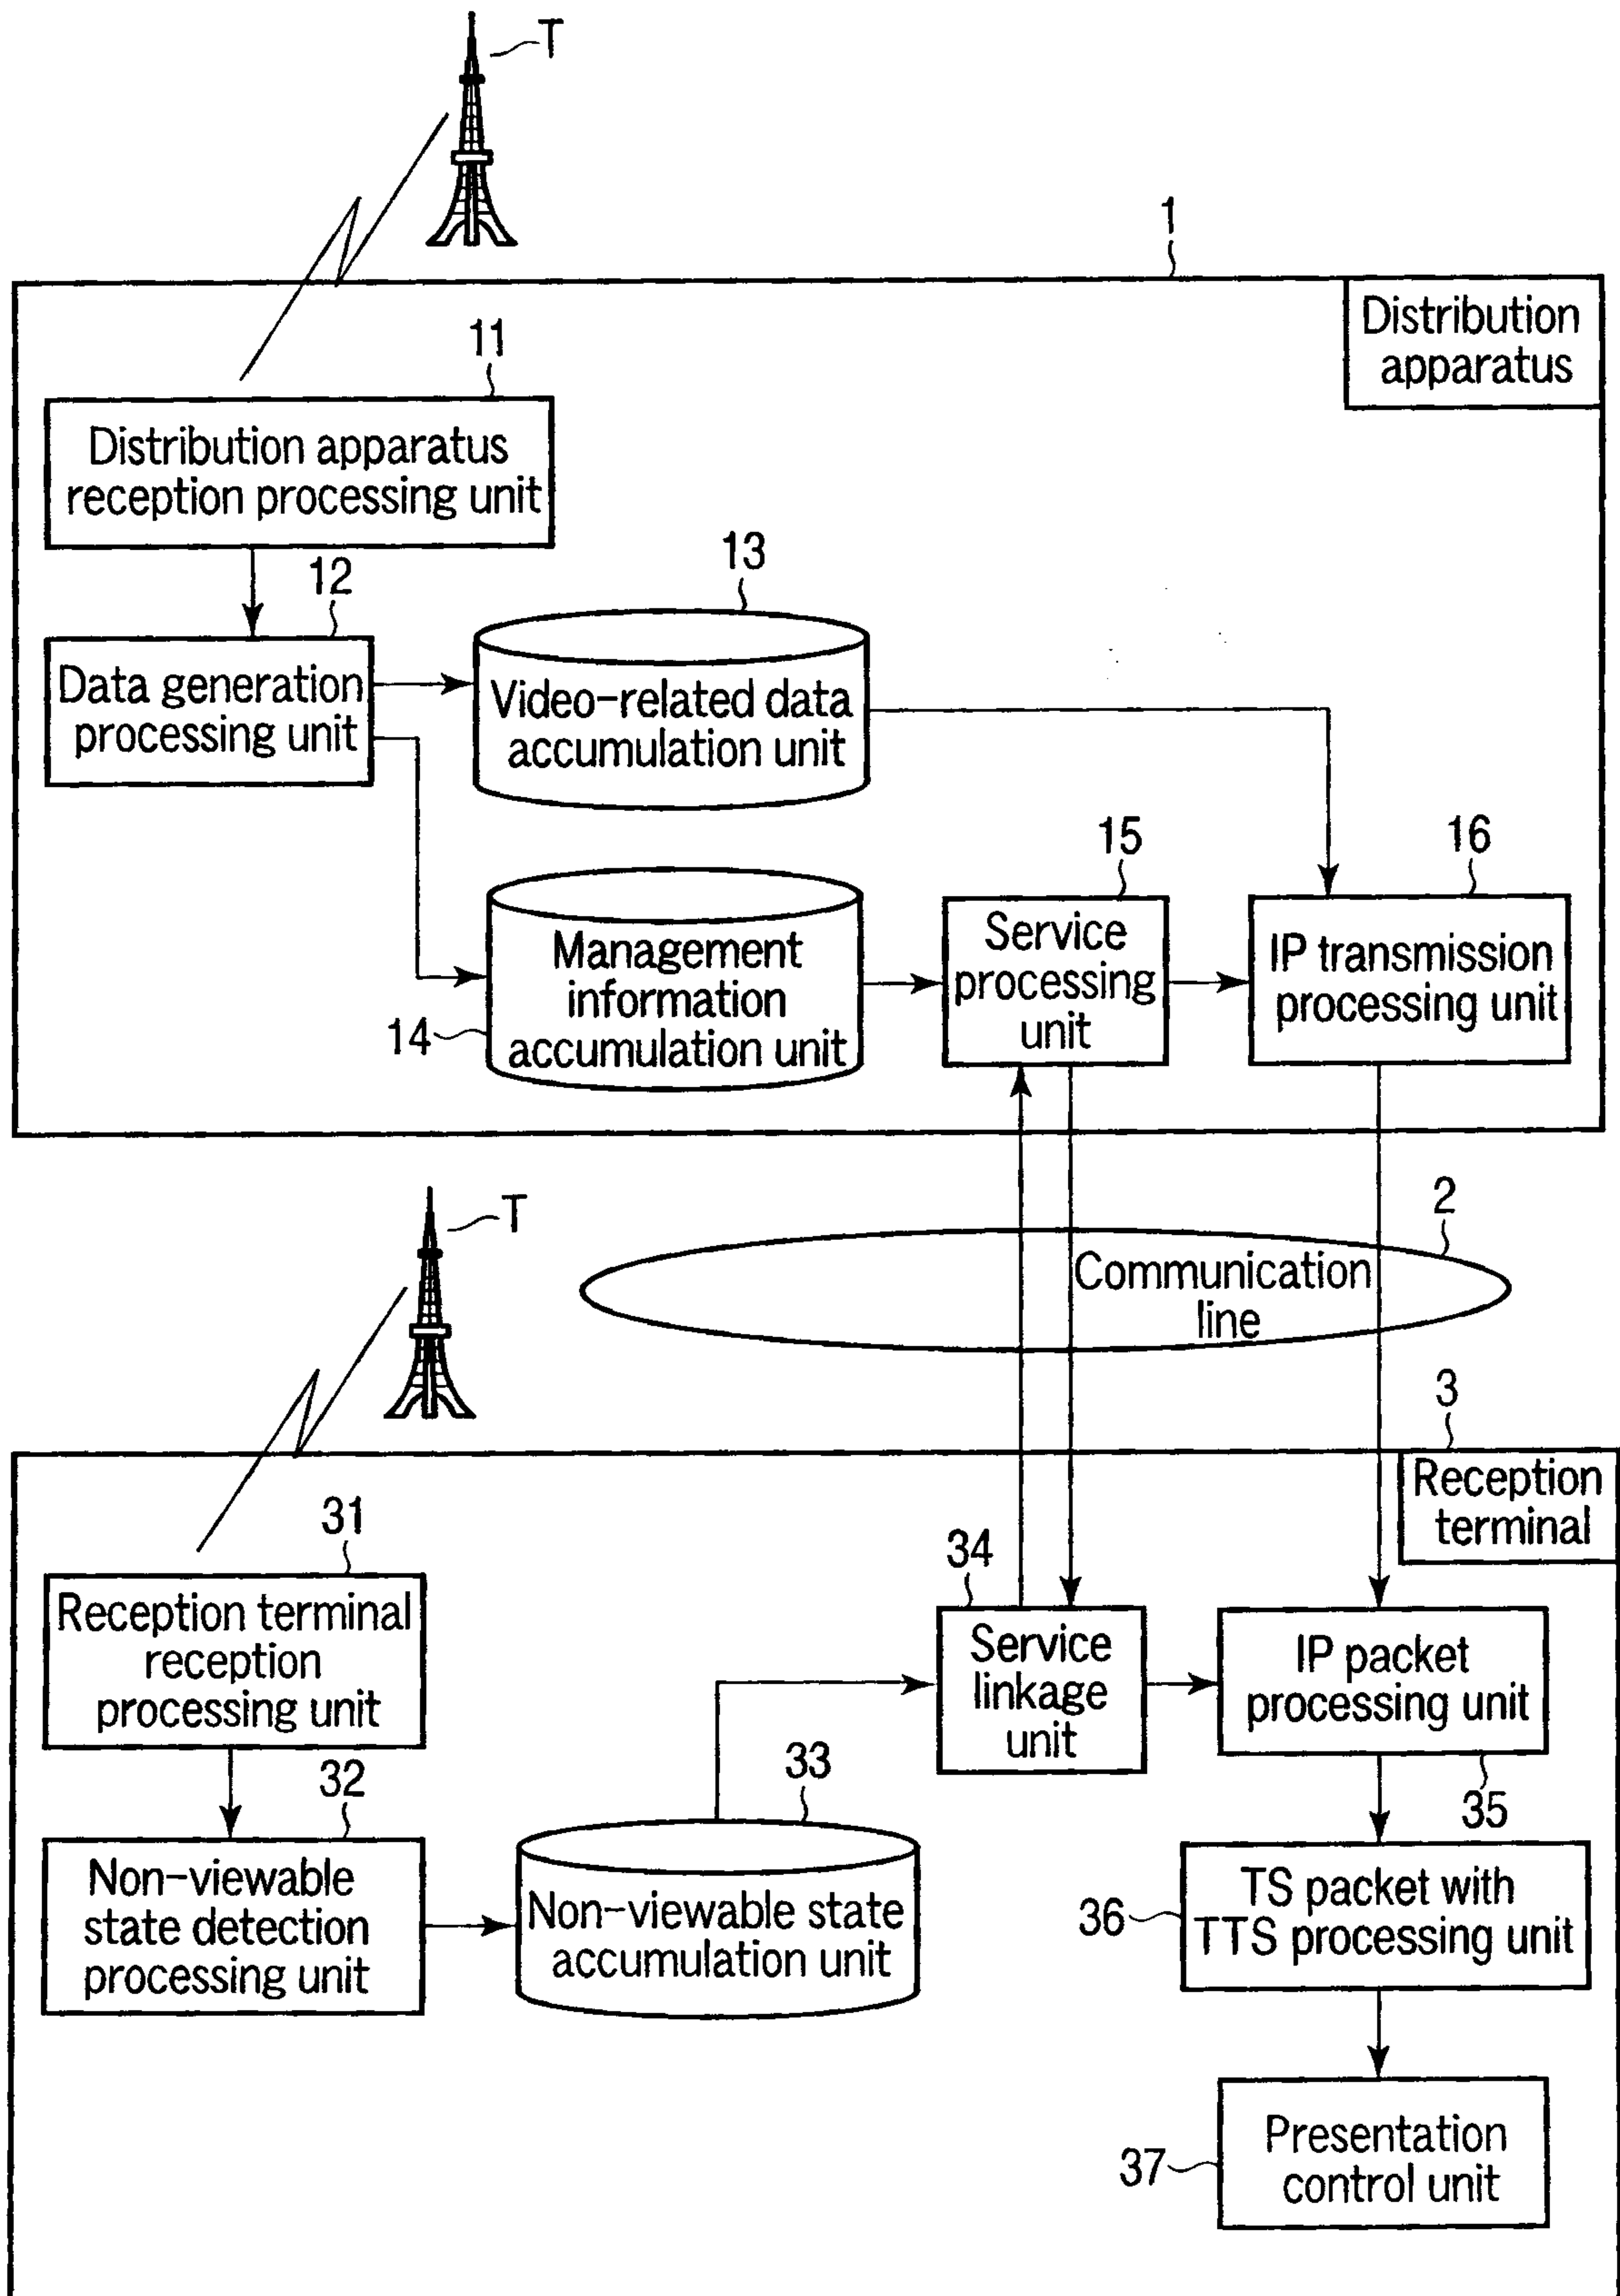 T
1
Distribution
apparatus
11
Distribution apparatus
reception processing unit
12
Data generation
processing unit
13
Video-related data
accumulation unit
14
Management
information
accumulation unit
15
Service
processing
unit
16
IP transmission
processing unit
T
2
Communication
line
3
Reception
terminal
31
Reception terminal
reception
processing unit
32
Non-viewable
state detection
processing unit
33
Non-viewable state
accumulation unit
34
Service
linkage
unit
IP packet
processing unit
35
36
TS packet with
TTS processing unit
37
Presentation
control unit